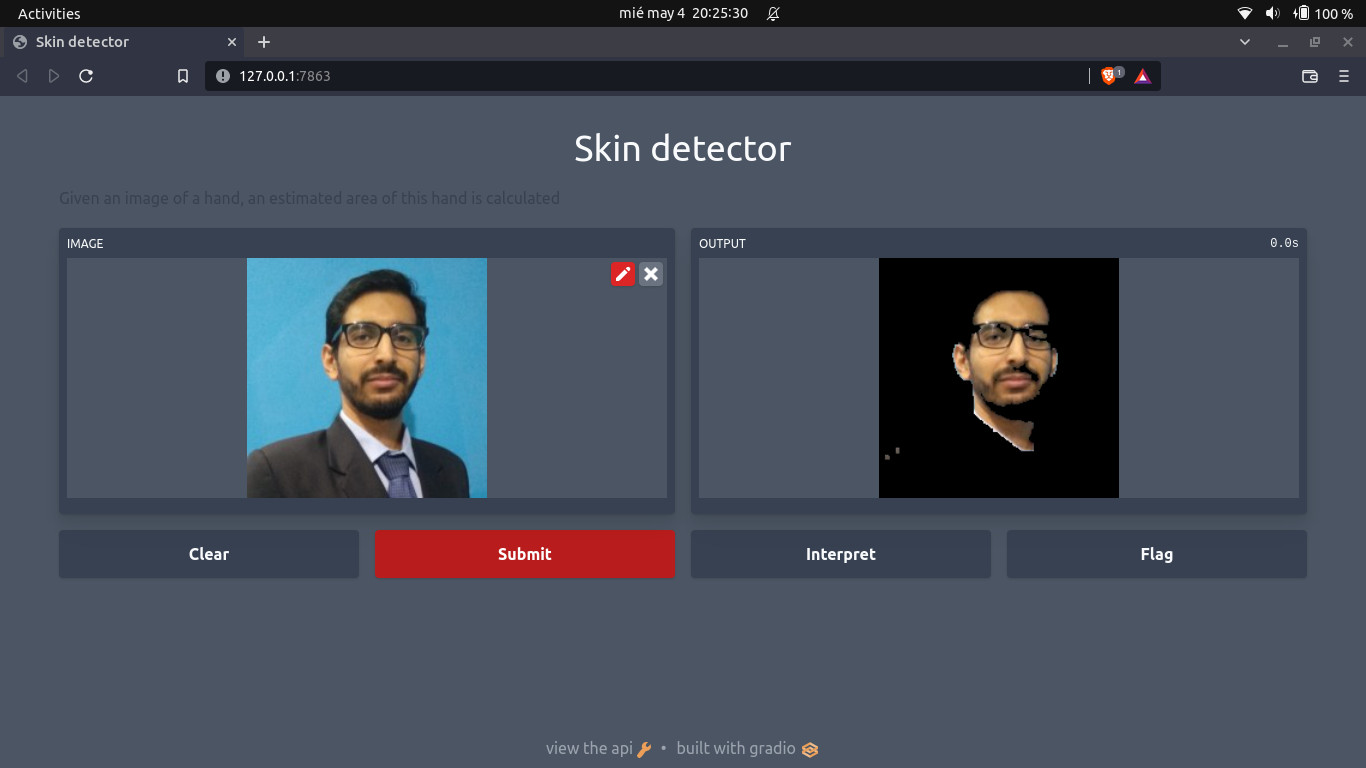 Activities
mié may 4 20:25:30
100 %
Skin detector
127.0.0.1:7863
1
Skin detector
Given an image of a hand, an estimated area of this hand is calculated
IMAGE
OUTPUT
0.0s
Clear
Submit
Interpret
Flag
view the api • built with gradio